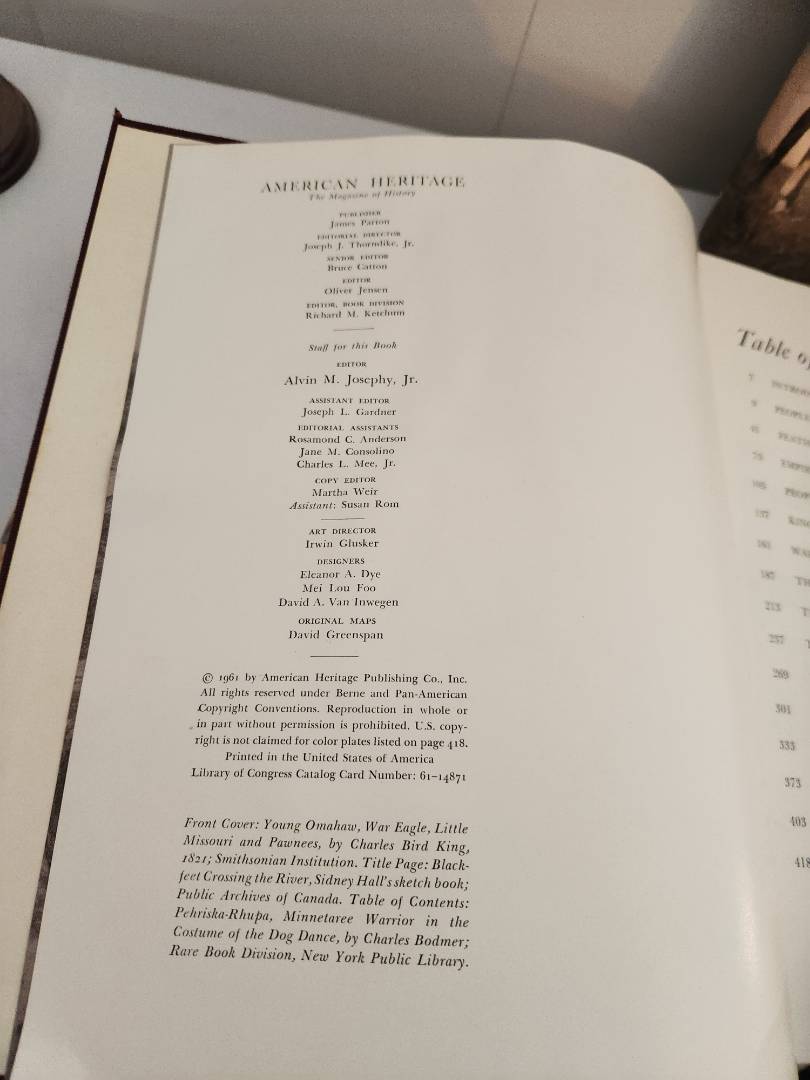 AMERICAN HERITAGE
The Magazine of History
PUBLISHER
James Parton
EDITORIAL DIRECTOR
Joseph J. Thorndike, Jr.
SENIOR EDITOR
Bruce Catton
EDITOR
Oliver Jensen
EDITOR, BOOK DIVISION
Richard M. Ketchum
Staff for this Book
EDITOR
Alvin M. Josephy, Jr.
ASSISTANT EDITOR
Joseph L. Gardner
EDITORIAL ASSISTANTS
Rosamond C. Anderson
Jane M. Consolino
Charles L. Mee, Jr.
COPY EDITOR
Martha Weir
Assistant: Susan Rom
ART DIRECTOR
Irwin Glusker
DESIGNERS
Eleanor A. Dye
Mei Lou Foo
David A. Van Inwegen
ORIGINAL MAPS
David Greenspan
© 1961 by American Heritage Publishing Co., Inc.
All rights reserved under Berne and Pan-American
Copyright Conventions. Reproduction in whole or
in part without permission is prohibited. U.S. copy-
right is not claimed for color plates listed on page 418.
Printed in the United States of America
Library of Congress Catalog Card Number: 61-14871
Front Cover: Young Omahaw, War Eagle, Little
Missouri and Pawnees, by Charles Bird King,
1821; Smithsonian Institution. Title Page: Black-
feet Crossing the River, Sidney Hall's sketch book;
Public Archives of Canada. Table of Contents:
Pehriska-Rhupa, Minnetaree Warrior in the
Costume of the Dog Dance, by Charles Bodmer;
Rare Book Division, New York Public Library.
Table
7
9
137
161
187
213
237
269
301
333
373
403
418